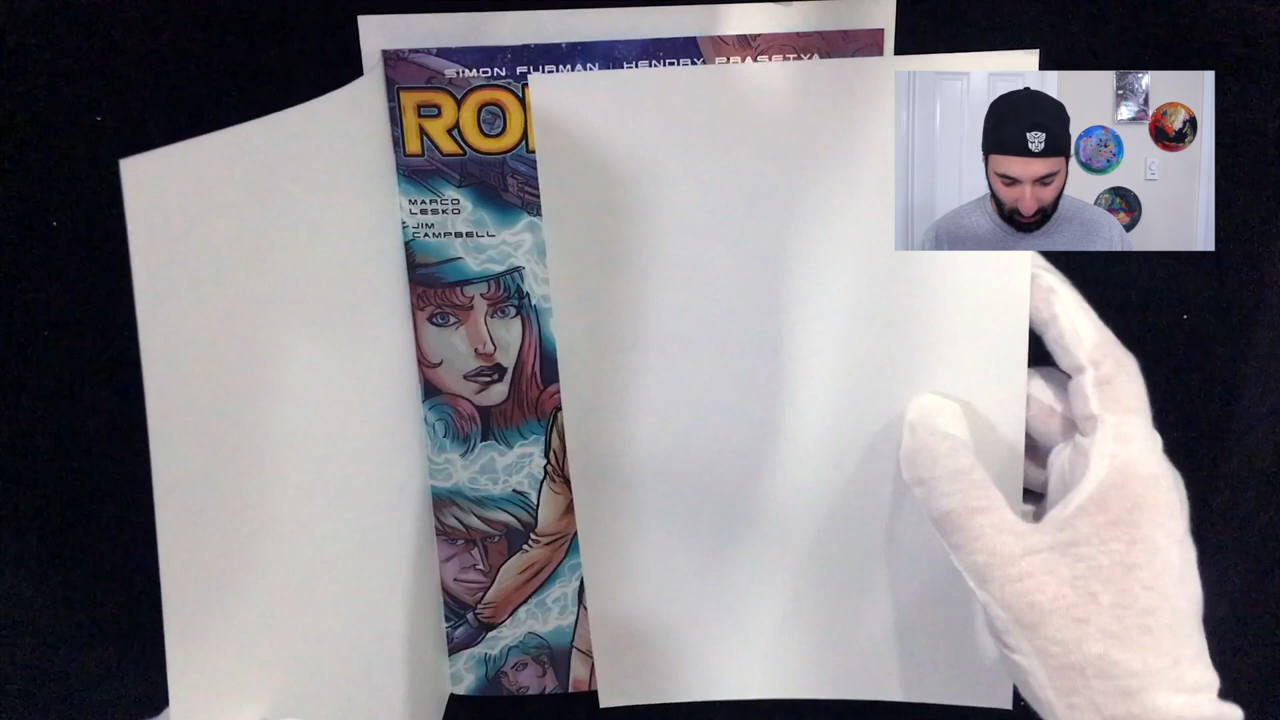 SIMON FURMAN | HENDRY PRASETYA
RO
MARCO
LESKO
JIM
CAMPBELL